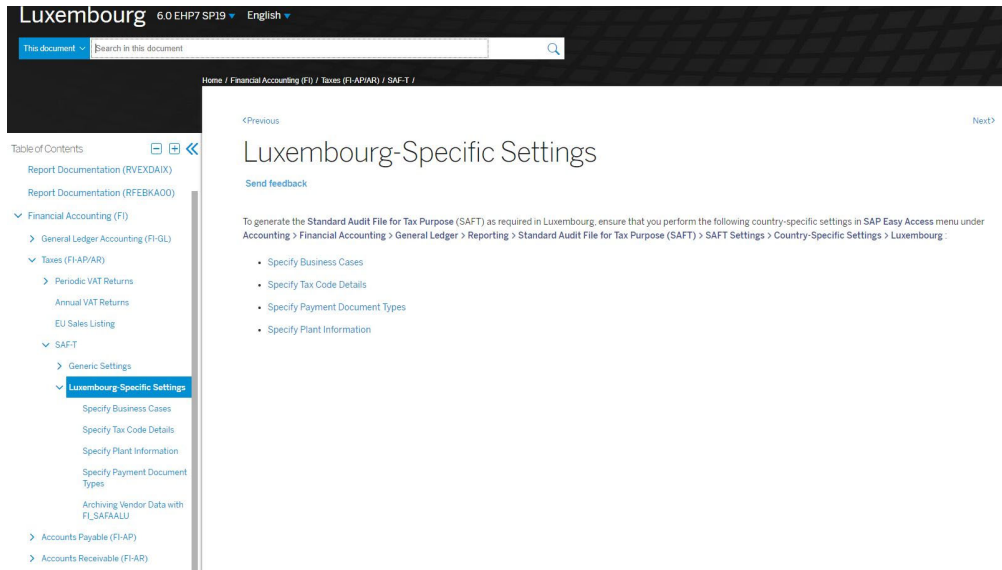 Luxembourg 6.0 EHP7 SP19 English
This document
Search in this document
Home / Financial Accounting (FI) / Taxes (FI-AP/AR) / SAF-T /
Table of Contents
Report Documentation (RVEXDAIX)
Report Documentation (RFEBKA00)
Financial Accounting (FI)
General Ledger Accounting (FI-GL)
Taxes (FI-AP/AR)
Periodic VAT Returns
Annual VAT Returns
EU Sales Listing
SAF-T
Generic Settings
Luxembourg-Specific Settings
Specify Business Cases
Specify Tax Code Details
Specify Plant Information
Specify Payment Document
Types
Archiving Vendor Data with
FI_SAFAALU
Accounts Payable (FI-AP)
Accounts Receivable (FI-AR)
<Previous
Next>
Luxembourg-Specific Settings
Send feedback
To generate the Standard Audit File for Tax Purpose (SAFT) as required in Luxembourg, ensure that you perform the following country-specific settings in SAP Easy Access menu under
Accounting > Financial Accounting > General Ledger > Reporting > Standard Audit File for Tax Purpose (SAFT) > SAFT Settings > Country-Specific Settings > Luxembourg :
• Specify Business Cases
• Specify Tax Code Details
• Specify Payment Document Types
• Specify Plant Information